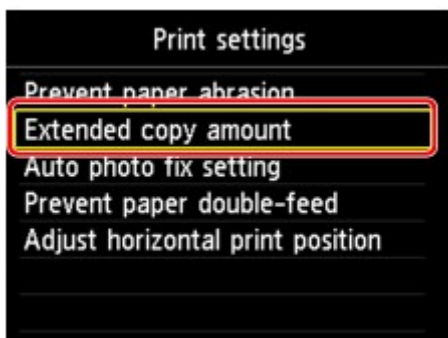 Print settings
Prevent paper abrasion
Extended copy amount
Auto photo fix setting
Prevent paper double-feed
Adjust horizontal print position